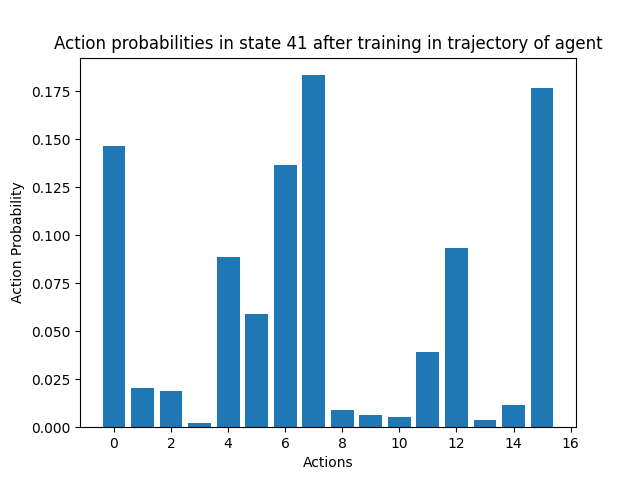 Action probabilities in state 41 after training in trajectory of agent
0.175
0.150
0.125
0.100
0.075
0.050
0.025
0.000
Action Probability
0 2 4 6 8 10 12 14 16
Actions